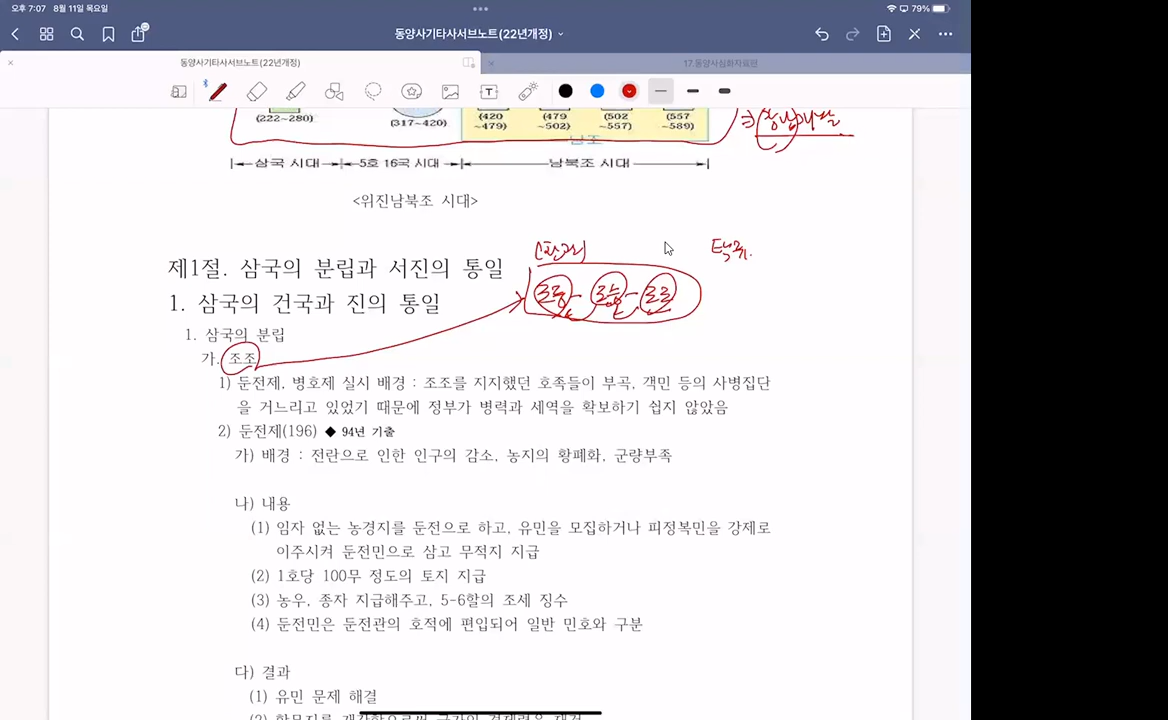 오후 7:07 8월 11일 목요일
79%
동양사기타사서브노트(22년개정)
동양사기타사서브노트(22년개정)
17.동양사심화자료원
(222~280)
(317~420)
(420
~479)
(479
~502)
(502
~557)
(557
~589)
남조
삼국 시대
5호 16국 시대
남북조 시대
<위진남북조 시대>
제1절. 삼국의 분립과 서진의 통일
1. 삼국의 건국과 진의 통일
1. 삼국의 분립
가. 조조
1) 둔전제, 병호제 실시 배경 : 조조를 지지했던 호족들이 부곡, 객민 등의 사병집단
을 거느리고 있었기 때문에 정부가 병력과 세역을 확보하기 쉽지 않았음
2) 둔전제(196) ◆ 94년 기출
가) 배경 : 전란으로 인한 인구의 감소, 농지의 황폐화, 군량부족
나) 내용
(1) 임자 없는 농경지를 둔전으로 하고, 유민을 모집하거나 피정복민을 강제로
이주시켜 둔전민으로 삼고 무적지 지급
(2) 1호당 100무 정도의 토지 지급
(3) 농우, 종자 지급해주고, 5-6할의 조세 징수
(4) 둔전민은 둔전관의 호적에 편입되어 일반 민호와 구분
다) 결과
(1) 유민 문제 해결